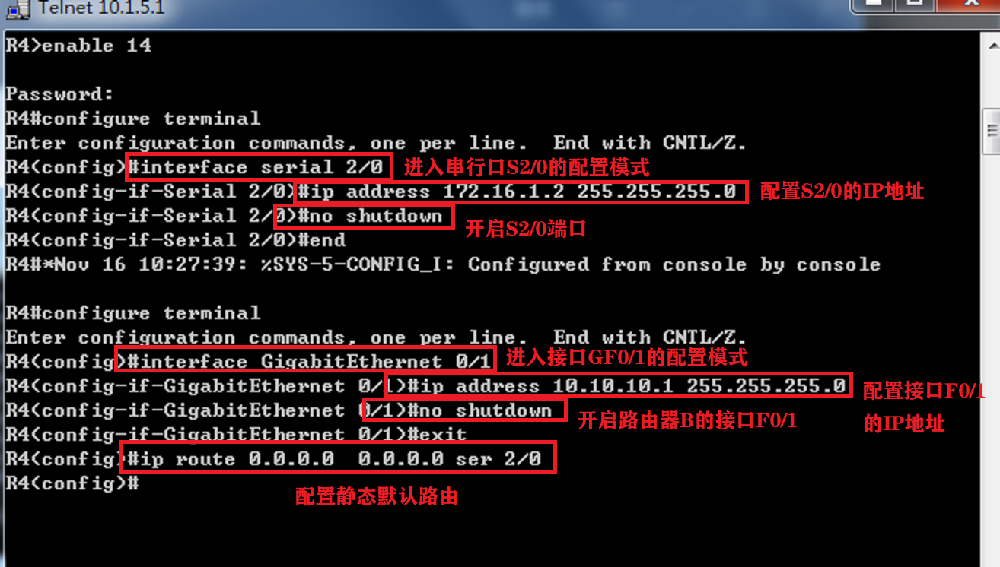 Telnet 10.1.5.1
R4>enable 14
Password:
R4#configure terminal
Enter configuration commands, one per line.  End with CNTL/Z.
R4(config)#interface serial 2/0 进入串行口S2/0的配置模式
R4(config-if-Serial 2/0)#ip address 172.16.1.2 255.255.255.0 配置S2/0的IP地址
R4(config-if-Serial 2/0)#no shutdown 开启S2/0端口
R4(config-if-Serial 2/0)#end
R4#*Nov 16 10:27:39: %SYS-5-CONFIG_I: Configured from console by console
R4#configure terminal
Enter configuration commands, one per line.  End with CNTL/Z.
R4(config)#interface GigabitEthernet 0/1 进入接口GF0/1的配置模式
R4(config-if-GigabitEthernet 0/1)#ip address 10.10.10.1 255.255.255.0 配置接口F0/1
的IP地址
R4(config-if-GigabitEthernet 0/1)#no shutdown 开启路由器B的接口F0/1
R4(config-if-GigabitEthernet 0/1)#exit
R4(config)#ip route 0.0.0.0  0.0.0.0 ser 2/0
R4(config)#
配置静态默认路由